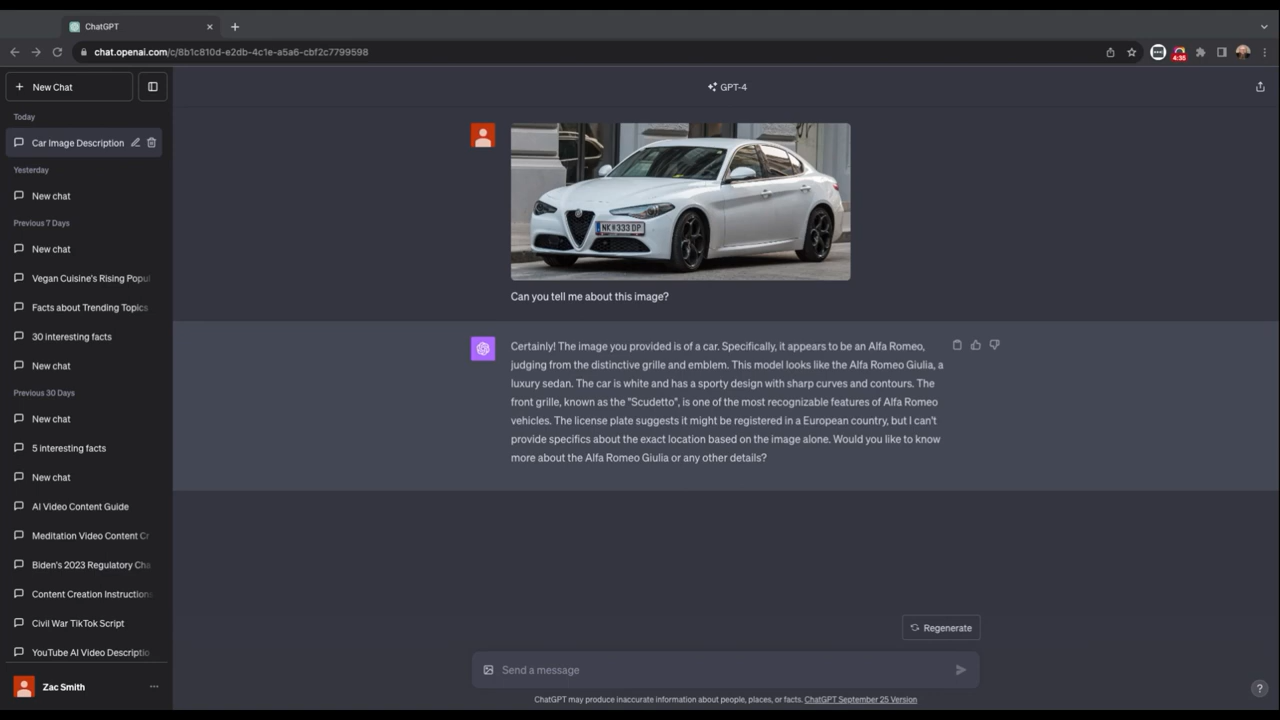 ChatGPT
chat.openai.com/c/8b1c810d-e2db-4c1e-a5a6-cbf2c7799598
4:35
New Chat
GPT-4
Today
Car Image Description
Yesterday
New chat
Previous 7 Days
New chat
Vegan Cuisine's Rising Popul
Facts about Trending Topics
30 interesting facts
New chat
Previous 30 Days
New chat
5 interesting facts
New chat
AI Video Content Guide
Meditation Video Content Cr
Biden's 2023 Regulatory Cha
Content Creation Instructions
Civil War TikTok Script
YouTube AI Video Descriptio
Zac Smith
NK 333 DP
Can you tell me about this image?
Certainly! The image you provided is of a car. Specifically, it appears to be an Alfa Romeo,
judging from the distinctive grille and emblem. This model looks like the Alfa Romeo Giulia, a
luxury sedan. The car is white and has a sporty design with sharp curves and contours. The
front grille, known as the "Scudetto", is one of the most recognizable features of Alfa Romeo
vehicles. The license plate suggests it might be registered in a European country, but I can't
provide specifics about the exact location based on the image alone. Would you like to know
more about the Alfa Romeo Giulia or any other details?
Regenerate
Send a message
ChatGPT may produce inaccurate information about people, places, or facts. ChatGPT September 25 Version
?